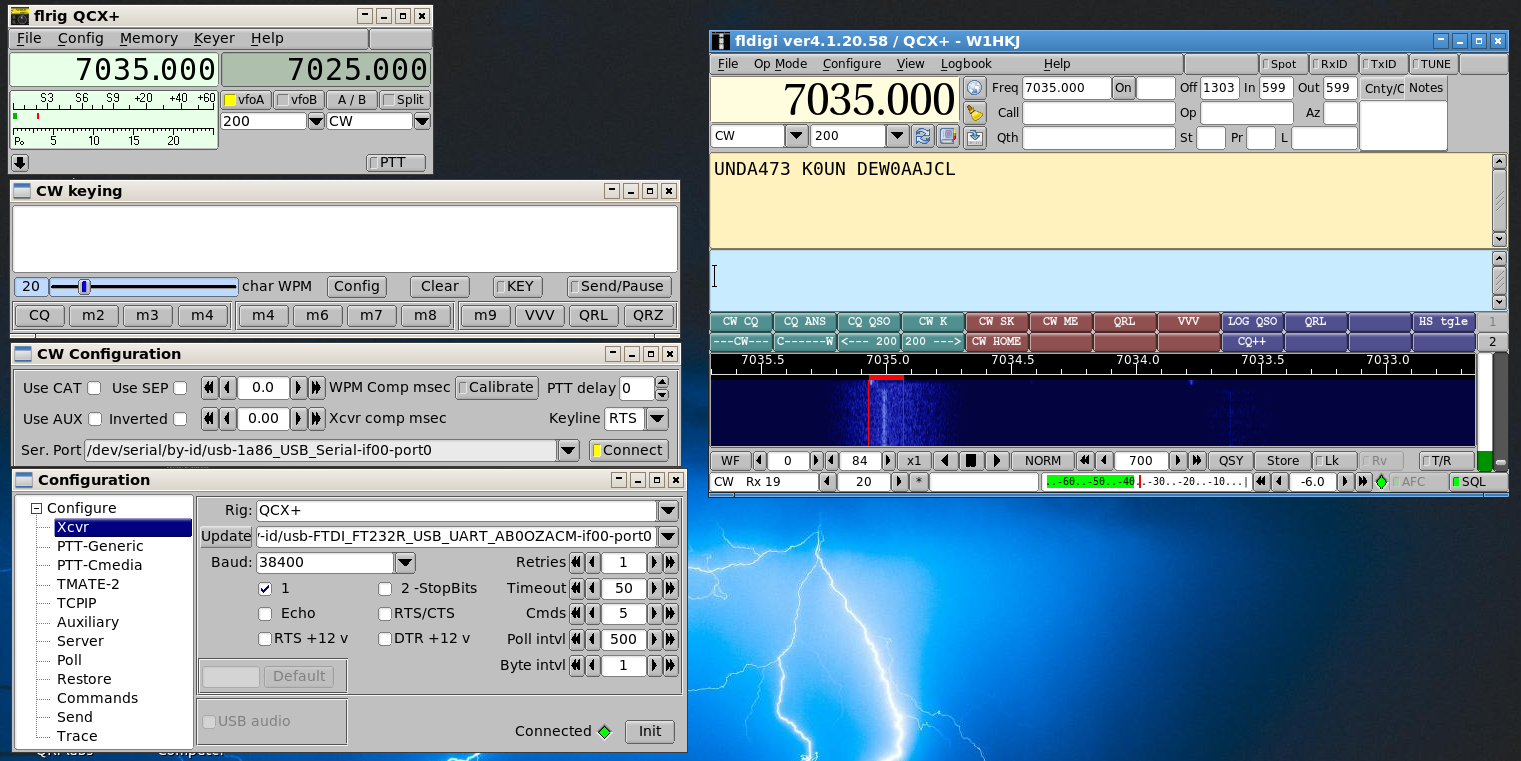 flrig QCX+
File Config Memory Keyer Help
7035.000 7025.000
S3 S6 S9 +20 +40 +60
vfoA vfoB A / B Split
200 CW
Po 5 10 15 20
PTT
CW keying
20 char WPM Config Clear KEY Send/Pause
CQ m2 m3 m4 m4 m6 m7 m8 m9 VVV QRL QRZ
CW Configuration
Use CAT Use SEP 0.0 WPM Comp msec Calibrate PTT delay 0
Use AUX Inverted 0.00 Xcvr comp msec Keyline RTS
Ser. Port /dev/serial/by-id/usb-1a86_USB_Serial-if00-port0 Connect
Configuration
Configure
Xcvr
PTT-Generic
PTT-Cmedia
TMATE-2
TCPIP
Auxiliary
Server
Poll
Restore
Commands
Send
Trace
Rig: QCX+
Update -id/usb-FTDI_FT232R_USB_UART_AB0OZACM-if00-port0
Baud: 38400 Retries 1
1 2 -StopBits Timeout 50
Echo RTS/CTS Cmds 5
RTS +12 v DTR +12 v Poll intvl 500
Byte intvl 1
Default
USB audio
Connected Init
Computer
fldigi ver4.1.20.58 / QCX+ - W1HKJ
File Op Mode Configure View Logbook Help Spot RxID TxID TUNE
7035.000 Freq 7035.000 On Off 1303 In 599 Out 599 Cnty/C Notes
Call Op Az
CW 200 Qth St Pr L
UNDA473 K0UN DEW0AAJCL
CW CQ CQ ANS CQ QSO CW K CW SK CW ME QRL VVV LOG QSO QRL HS tgle 1
---CW--- C------W <--- 200 200 ---> CW HOME CQ++ 2
7035.5 7035.0 7034.5 7034.0 7033.5 7033.0
WF 0 84 x1 NORM 700 QSY Store Lk Rv T/R
CW Rx 19 20 * ..-60...-50...-40..-30...-20...-10...| -6.0 AFC SQL